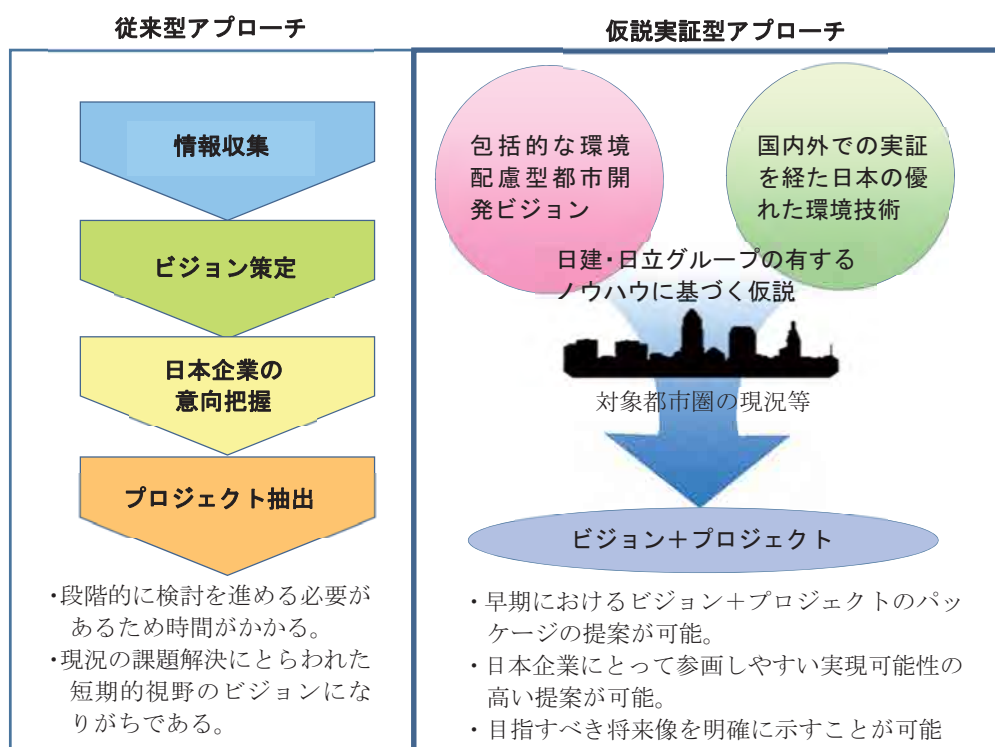 従来型アプローチ
情報収集
ビジョン策定
日本企業の
意向把握
プロジェクト抽出
・段階的に検討を進める必要が
あるため時間がかかる。
・現況の課題解決にとらわれた
短期的視野のビジョンにな
りがちである。
仮説実証型アプローチ
包括的な環境
配慮型都市開
発ビジョン
国内外での実証
を経た日本の優
れた環境技術
日建・日立グループの有する
ノウハウに基づく仮説
対象都市圏の現況等
ビジョン＋プロジェクト
・早期におけるビジョン＋プロジェクトのパッ
ケージの提案が可能。
・日本企業にとって参画しやすい実現可能性の
高い提案が可能。
・目指すべき将来像を明確に示すことが可能